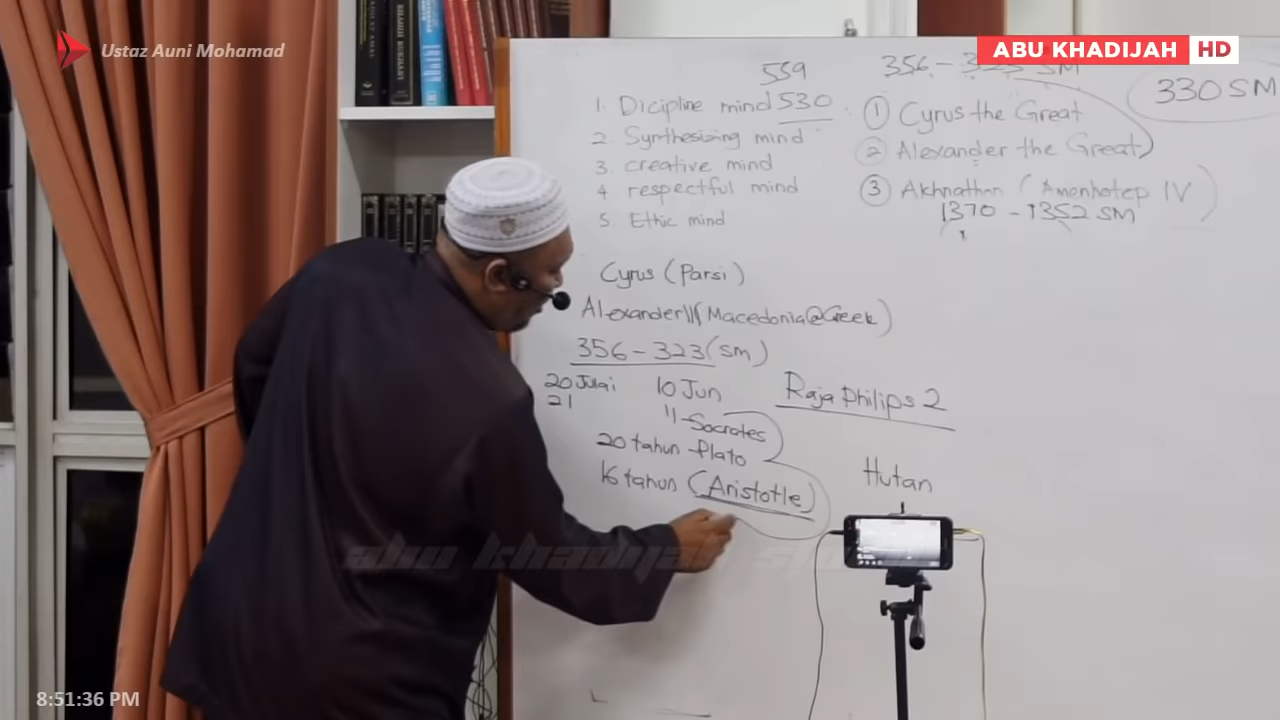 Ustaz Auni Mohamad
ABU KHADIJAH HD
559
1. Dicipline mind 530
2. Synthesizing mind
3. creative mind
4 respectful mind
5. Ethic mind
356 - 323 SM
330 SM
① Cyrus the Great
② Alexander the Great
③ Akhnathan (Amenhotep IV)
1370 - 1352 SM
Cyrus (Parsi)
Alexander III (Macedonia@Greek)
356 - 323 (SM)
20 Julai 10 Jun
21 11
Raja Philips 2
Socrates
20 tahun - Plato
16 tahun (Aristotle)
Hutan
abu khadijah
8:51:36 PM